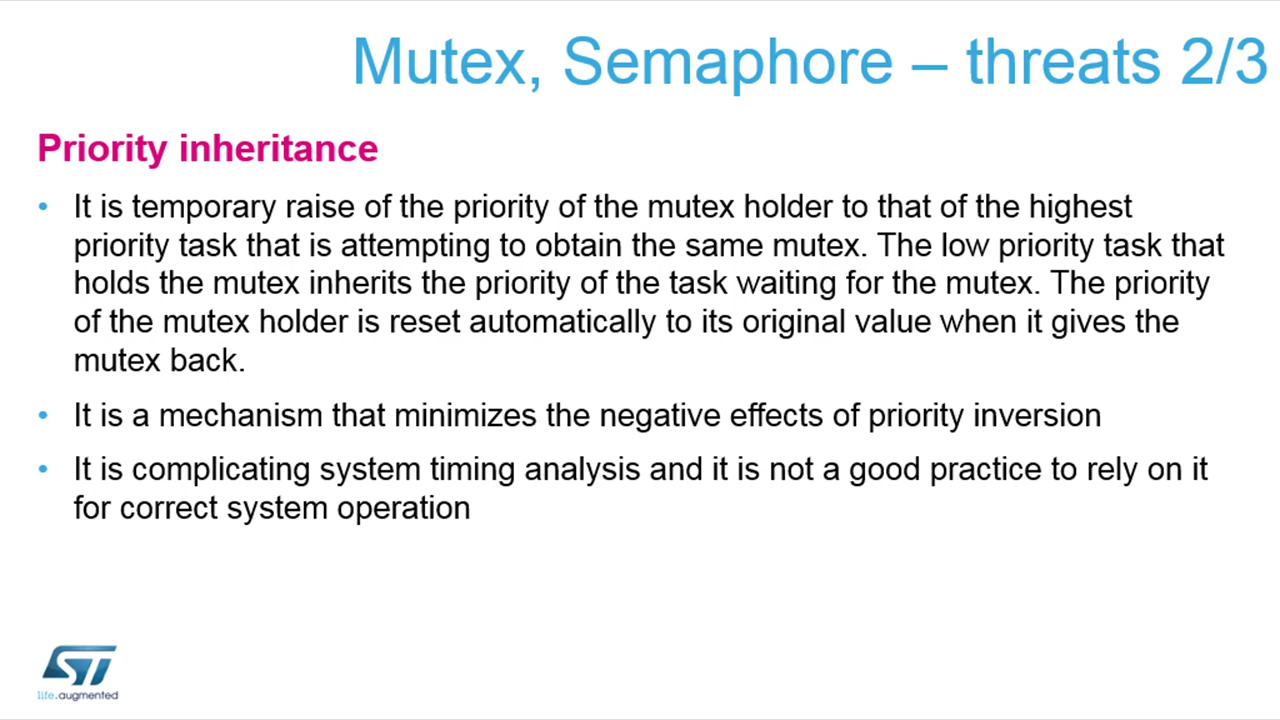 Mutex, Semaphore – threats 2/3
Priority inheritance
• It is temporary raise of the priority of the mutex holder to that of the highest
priority task that is attempting to obtain the same mutex. The low priority task that
holds the mutex inherits the priority of the task waiting for the mutex. The priority
of the mutex holder is reset automatically to its original value when it gives the
mutex back.
• It is a mechanism that minimizes the negative effects of priority inversion
• It is complicating system timing analysis and it is not a good practice to rely on it
for correct system operation
ST
life.augmented